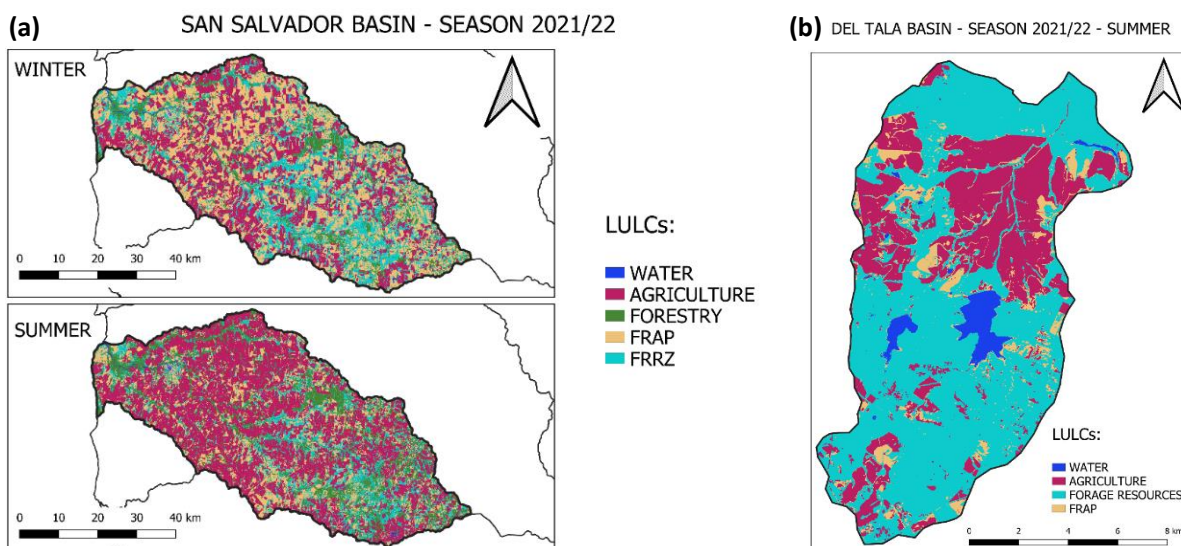 (a)
SAN SALVADOR BASIN - SEASON 2021/22
WINTER
0 10 20 30 40 km
SUMMER
0 10 20 30 40 km
LULCs:
WATER
AGRICULTURE
FORESTRY
FRAP
FRRZ
(b)
DEL TALA BASIN - SEASON 2021/22 - SUMMER
LULCs:
WATER
AGRICULTURE
FORAGE RESOURCES
FRAP
0 2 4 6 8 km